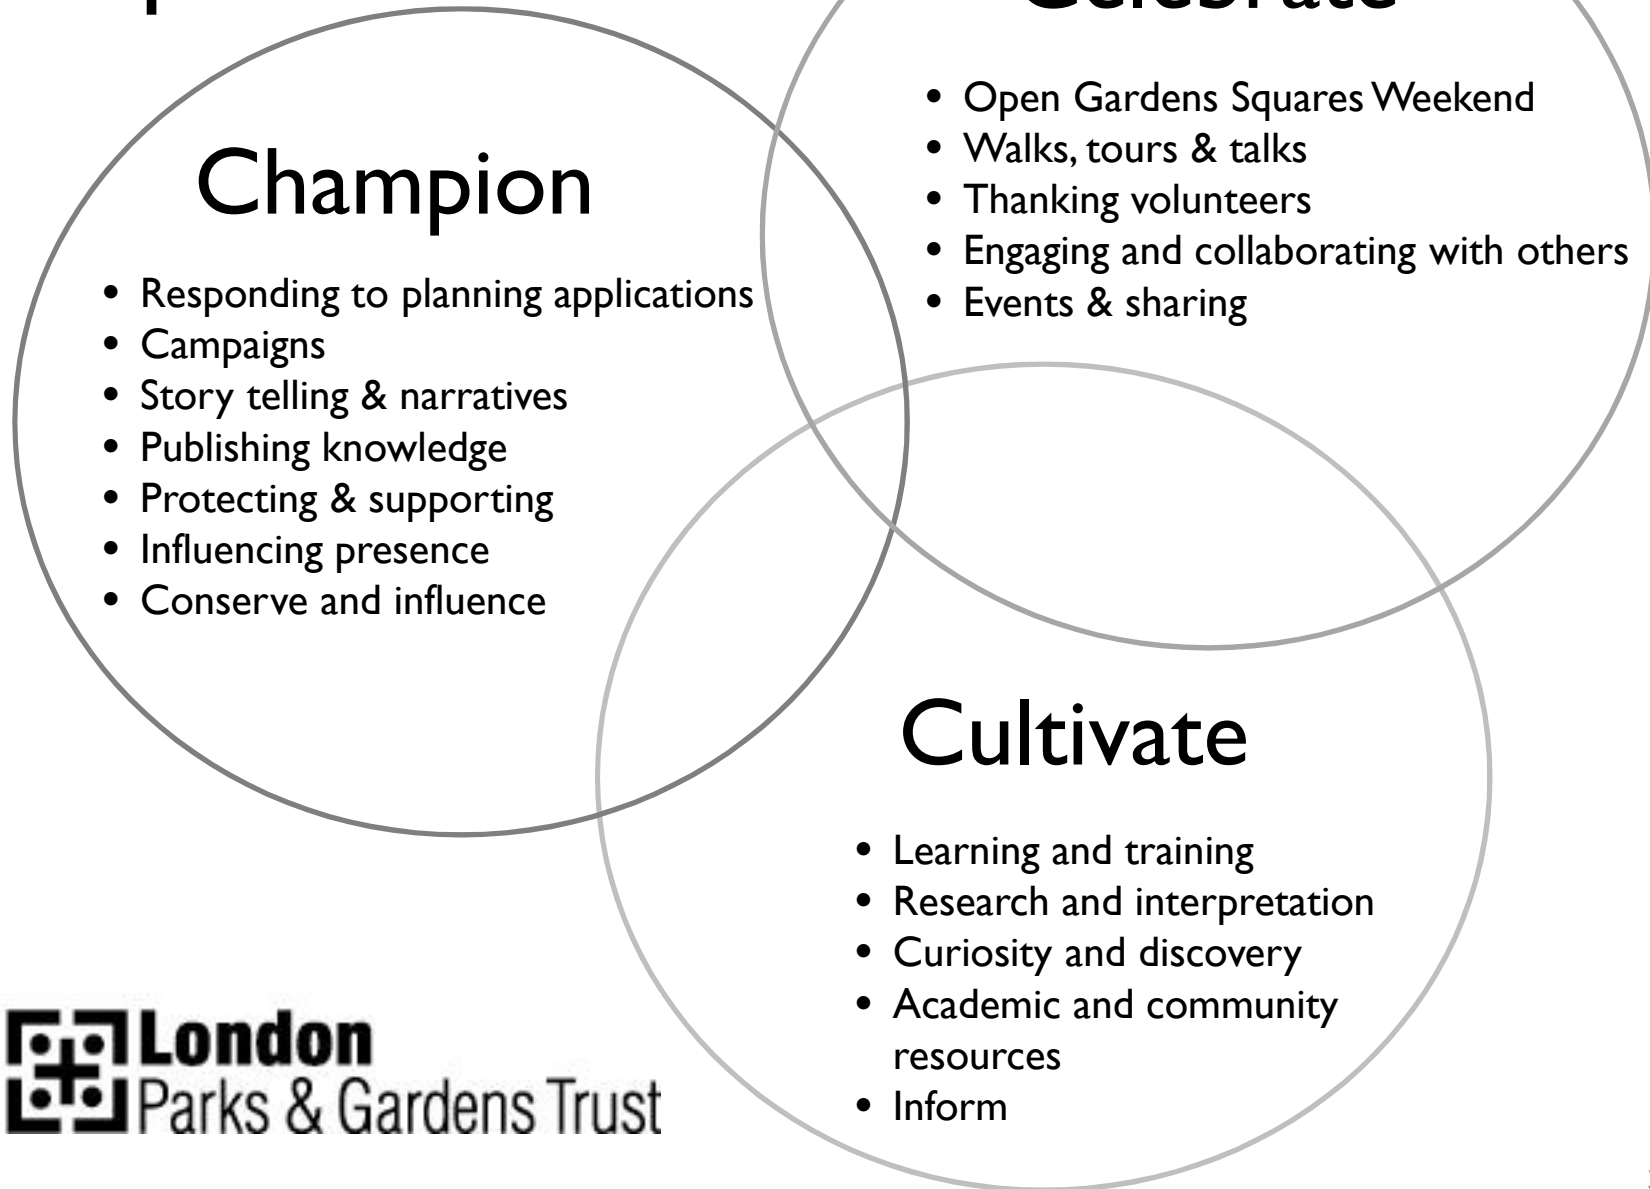 Celebrate
• Open Gardens Squares Weekend
• Walks, tours & talks
• Thanking volunteers
• Engaging and collaborating with others
• Events & sharing
Champion
• Responding to planning applications
• Campaigns
• Story telling & narratives
• Publishing knowledge
• Protecting & supporting
• Influencing presence
• Conserve and influence
Cultivate
• Learning and training
• Research and interpretation
• Curiosity and discovery
• Academic and community
resources
• Inform
London
Parks & Gardens Trust